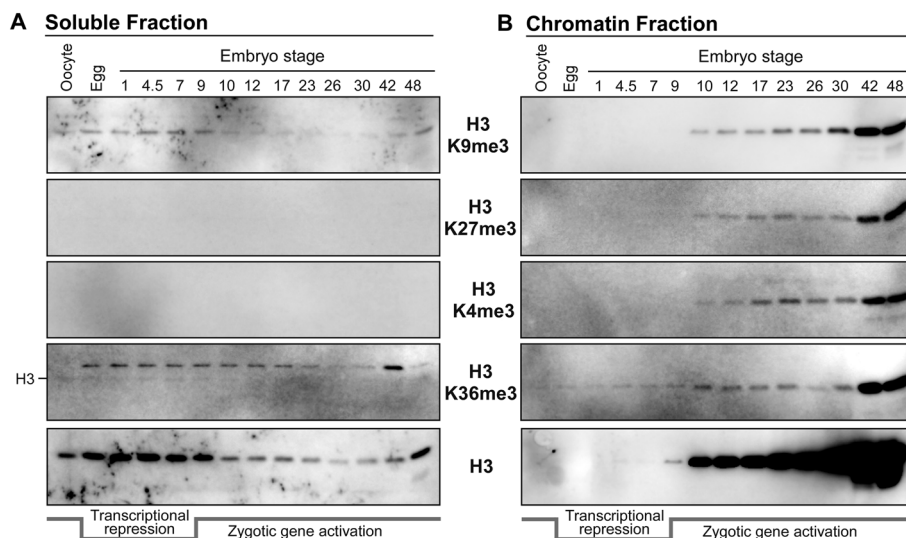 A Soluble Fraction
Oocyte
Egg
Embryo stage
1 4.5 7 9 10 12 17 23 26 30 42 48
B Chromatin Fraction
Oocyte
Egg
Embryo stage
1 4.5 7 9 10 12 17 23 26 30 42 48
H3
K9me3
H3
K27me3
H3
K4me3
H3
H3
K36me3
H3
Transcriptional
repression
Zygotic gene activation
Transcriptional
repression
Zygotic gene activation